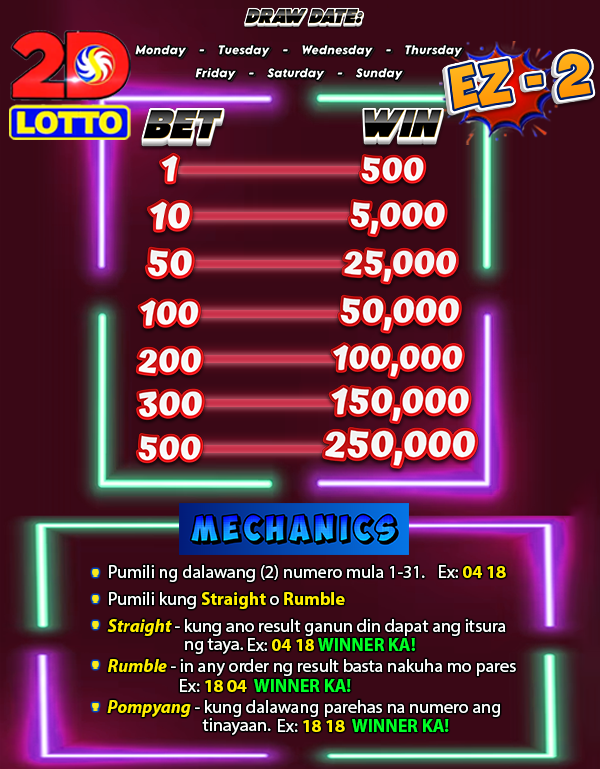 DRAW DATE:
Monday - Tuesday - Wednesday - Thursday
Friday - Saturday - Sunday
2D
LOTTO
EZ-2
BET WIN
1 500
10 5,000
50 25,000
100 50,000
200 100,000
300 150,000
500 250,000
MECHANICS
Pumili ng dalawang (2) numero mula 1-31. Ex: 04 18
Pumili kung Straight o Rumble
Straight - kung ano result ganun din dapat ang itsura
ng taya. Ex: 04 18 WINNER KA!
Rumble - in any order ng result basta nakuha mo pares
Ex: 18 04 WINNER KA!
Pompyang - kung dalawang parehas na numero ang
tinayaan. Ex: 18 18 WINNER KA!